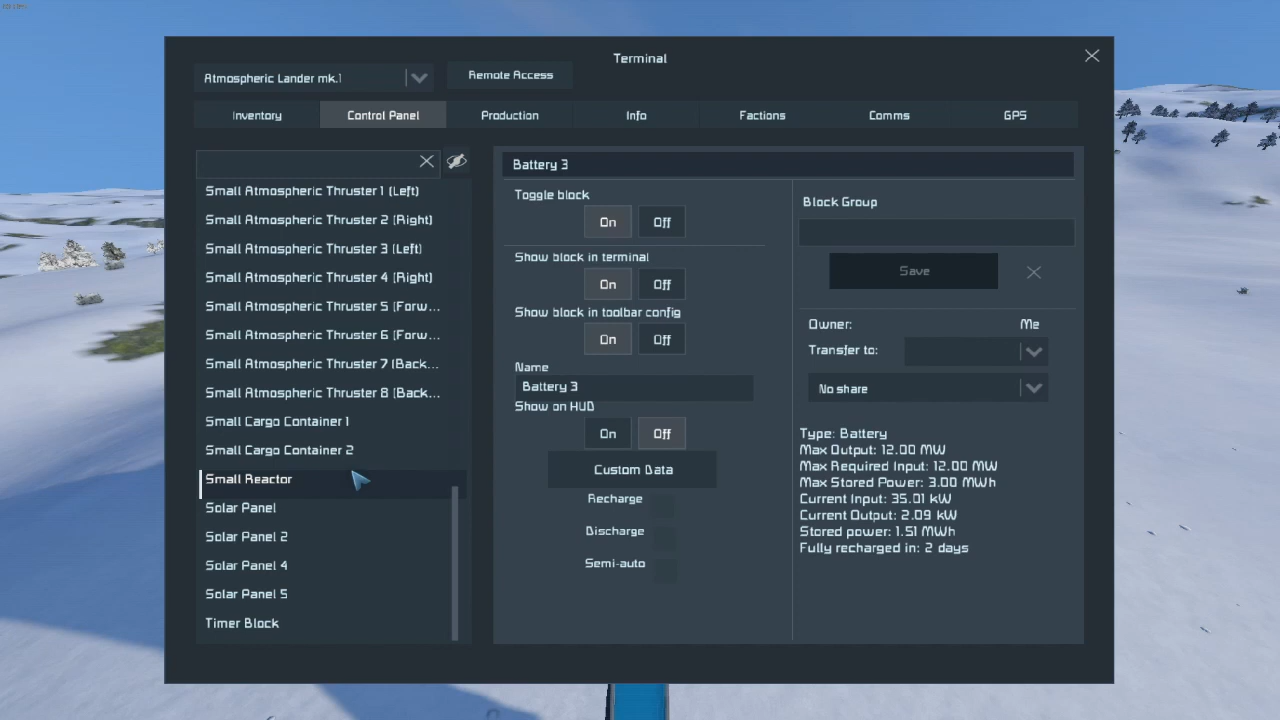 Terminal
Atmospheric Lander mk.1
Remote Access
Inventory
Control Panel
Production
Info
Factions
Comms
GPS
Small Atmospheric Thruster 1 (Left)
Small Atmospheric Thruster 2 (Right)
Small Atmospheric Thruster 3 (Left)
Small Atmospheric Thruster 4 (Right)
Small Atmospheric Thruster 5 (Forw...
Small Atmospheric Thruster 6 (Forw...
Small Atmospheric Thruster 7 (Back...
Small Atmospheric Thruster 8 (Back...
Small Cargo Container 1
Small Cargo Container 2
Small Reactor
Solar Panel
Solar Panel 2
Solar Panel 4
Solar Panel 5
Timer Block
Battery 3
Toggle block
On Off
Show block in terminal
On Off
Show block in toolbar config
On Off
Name
Battery 3
Show on HUD
On Off
Custom Data
Recharge
Discharge
Semi-auto
Block Group
Save
Owner: Me
Transfer to:
No share
Type: Battery
Max Output: 12.00 MW
Max Required Input: 12.00 MW
Max Stored Power: 3.00 MWh
Current Input: 35.01 kW
Current Output: 2.09 kW
Stored power: 1.51 MWh
Fully recharged in: 2 days